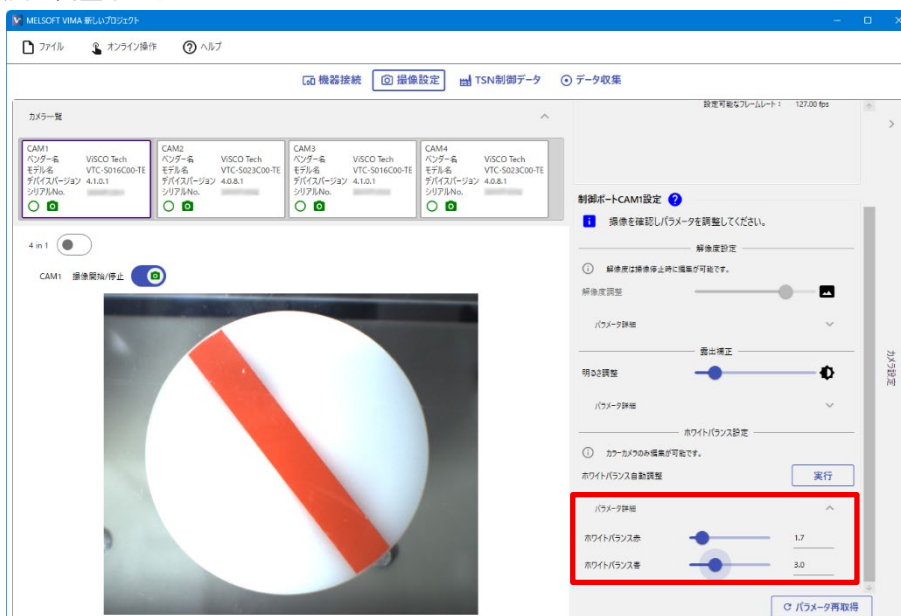 MELSOFT VIMA 新しいプロジェクト
ファイル オンライン操作 ヘルプ
機器接続 撮像設定 TSN制御データ データ収集
カメラ一覧
CAM1
ベンダー名 ViSCO Tech
モデル名 VTC-S016C00-TE
デバイスバージョン 4.1.0.1
シリアルNo.
CAM2
ベンダー名 ViSCO Tech
モデル名 VTC-S023C00-TE
デバイスバージョン 4.0.8.1
シリアルNo.
CAM3
ベンダー名 ViSCO Tech
モデル名 VTC-S016C00-TE
デバイスバージョン 4.1.0.1
シリアルNo.
CAM4
ベンダー名 ViSCO Tech
モデル名 VTC-S023C00-TE
デバイスバージョン 4.0.8.1
シリアルNo.
4 in 1
CAM1 撮像開始/停止
設定可能なフレームレート： 127.00 fps
制御ポートCAM1設定
撮像を確認しパラメータを調整してください。
解像度設定
解像度は撮像停止時に編集が可能です。
解像度調整
パラメータ詳細
露出補正
明るさ調整
パラメータ詳細
ホワイトバランス設定
カラーカメラのみ編集が可能です。
ホワイトバランス自動調整 実行
パラメータ詳細
ホワイトバランス赤 1.7
ホワイトバランス青 3.0
パラメータ再取得
カメラ設定